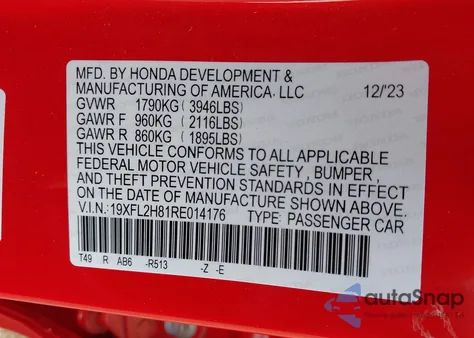 MFD. BY HONDA DEVELOPMENT &
MANUFACTURING OF AMERICA, LLC 12/'23
GVWR 1790KG ( 3946LBS)
GAWR F 960KG ( 2116LBS)
GAWR R 860KG ( 1895LBS)
THIS VEHICLE CONFORMS TO ALL APPLICABLE
FEDERAL MOTOR VEHICLE SAFETY , BUMPER,
AND THEFT PREVENTION STANDARDS IN EFFECT
ON THE DATE OF MANUFACTURE SHOWN ABOVE.
V.I.N.: 19XFL2H81RE014176 TYPE: PASSENGER CAR
T49 R AB6 -R513 -Z -E
autoSnap